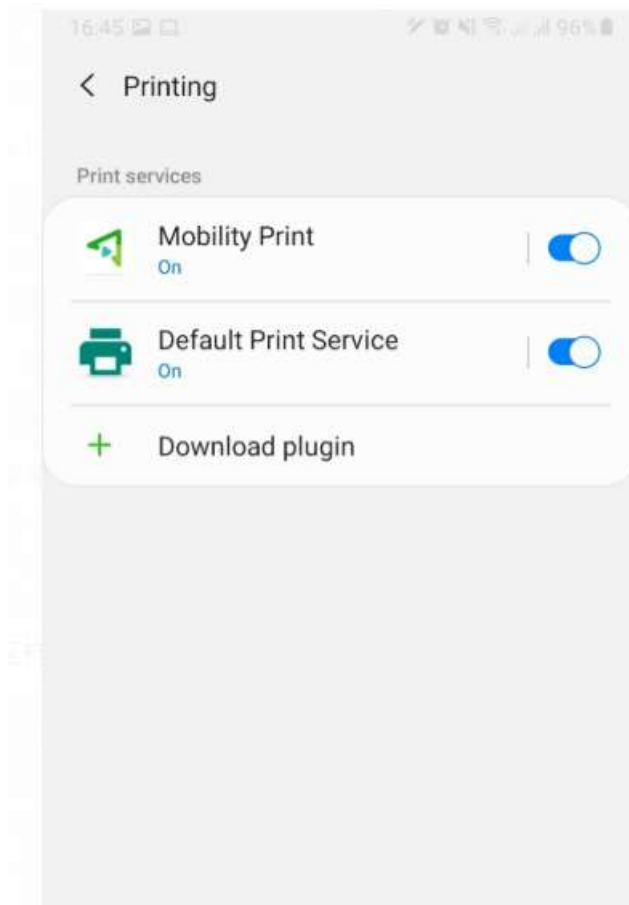 16:45 96%
Printing
Print services
Mobility Print
On
Default Print Service
On
Download plugin